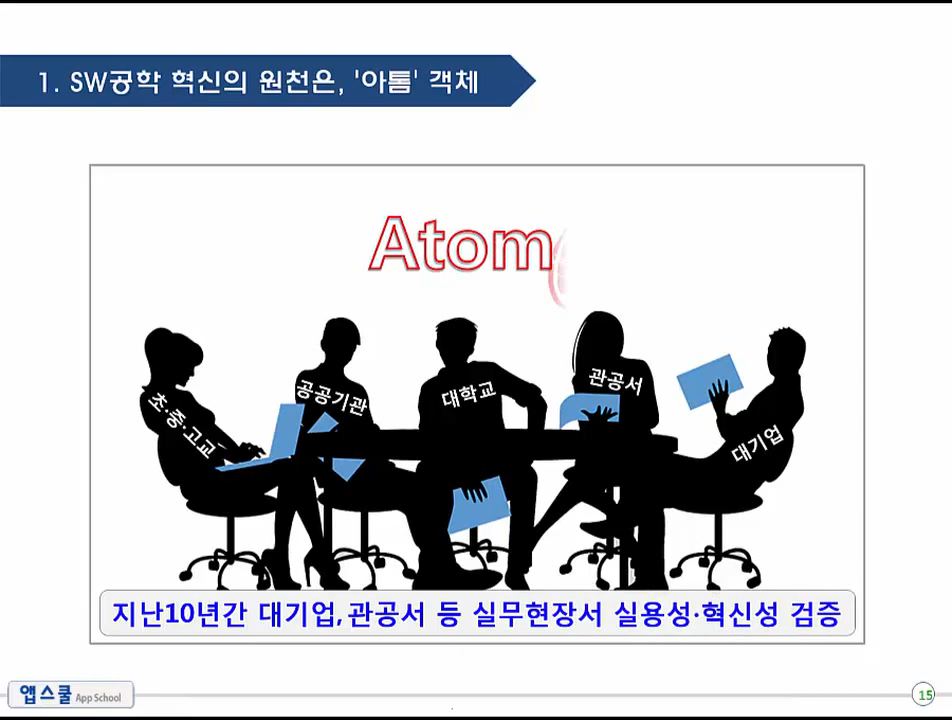 1. SW공학 혁신의 원천은, '아톰' 객체
Atom
초·중·고교
공공기관
대학교
관공서
대기업
지난10년간 대기업,관공서 등 실무현장서 실용성·혁신성 검증
앱스쿨 App School
15